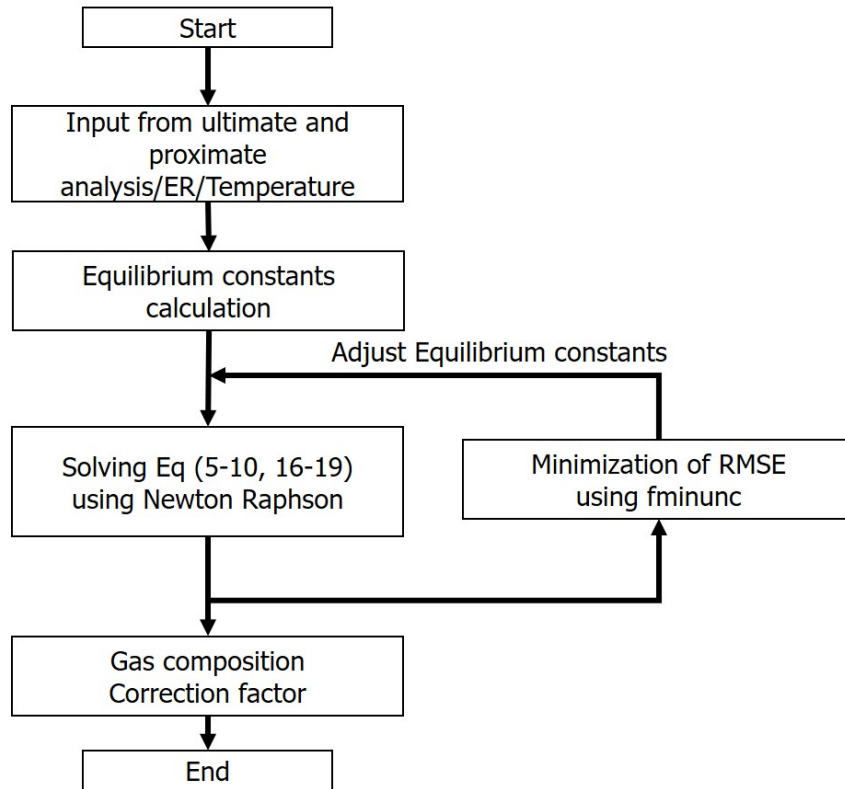 Start
Input from ultimate and
proximate
analysis/ER/Temperature
Equilibrium constants
calculation
Adjust Equilibrium constants
Solving Eq (5-10, 16-19)
using Newton Raphson
Minimization of RMSE
using fminunc
Gas composition
Correction factor
End